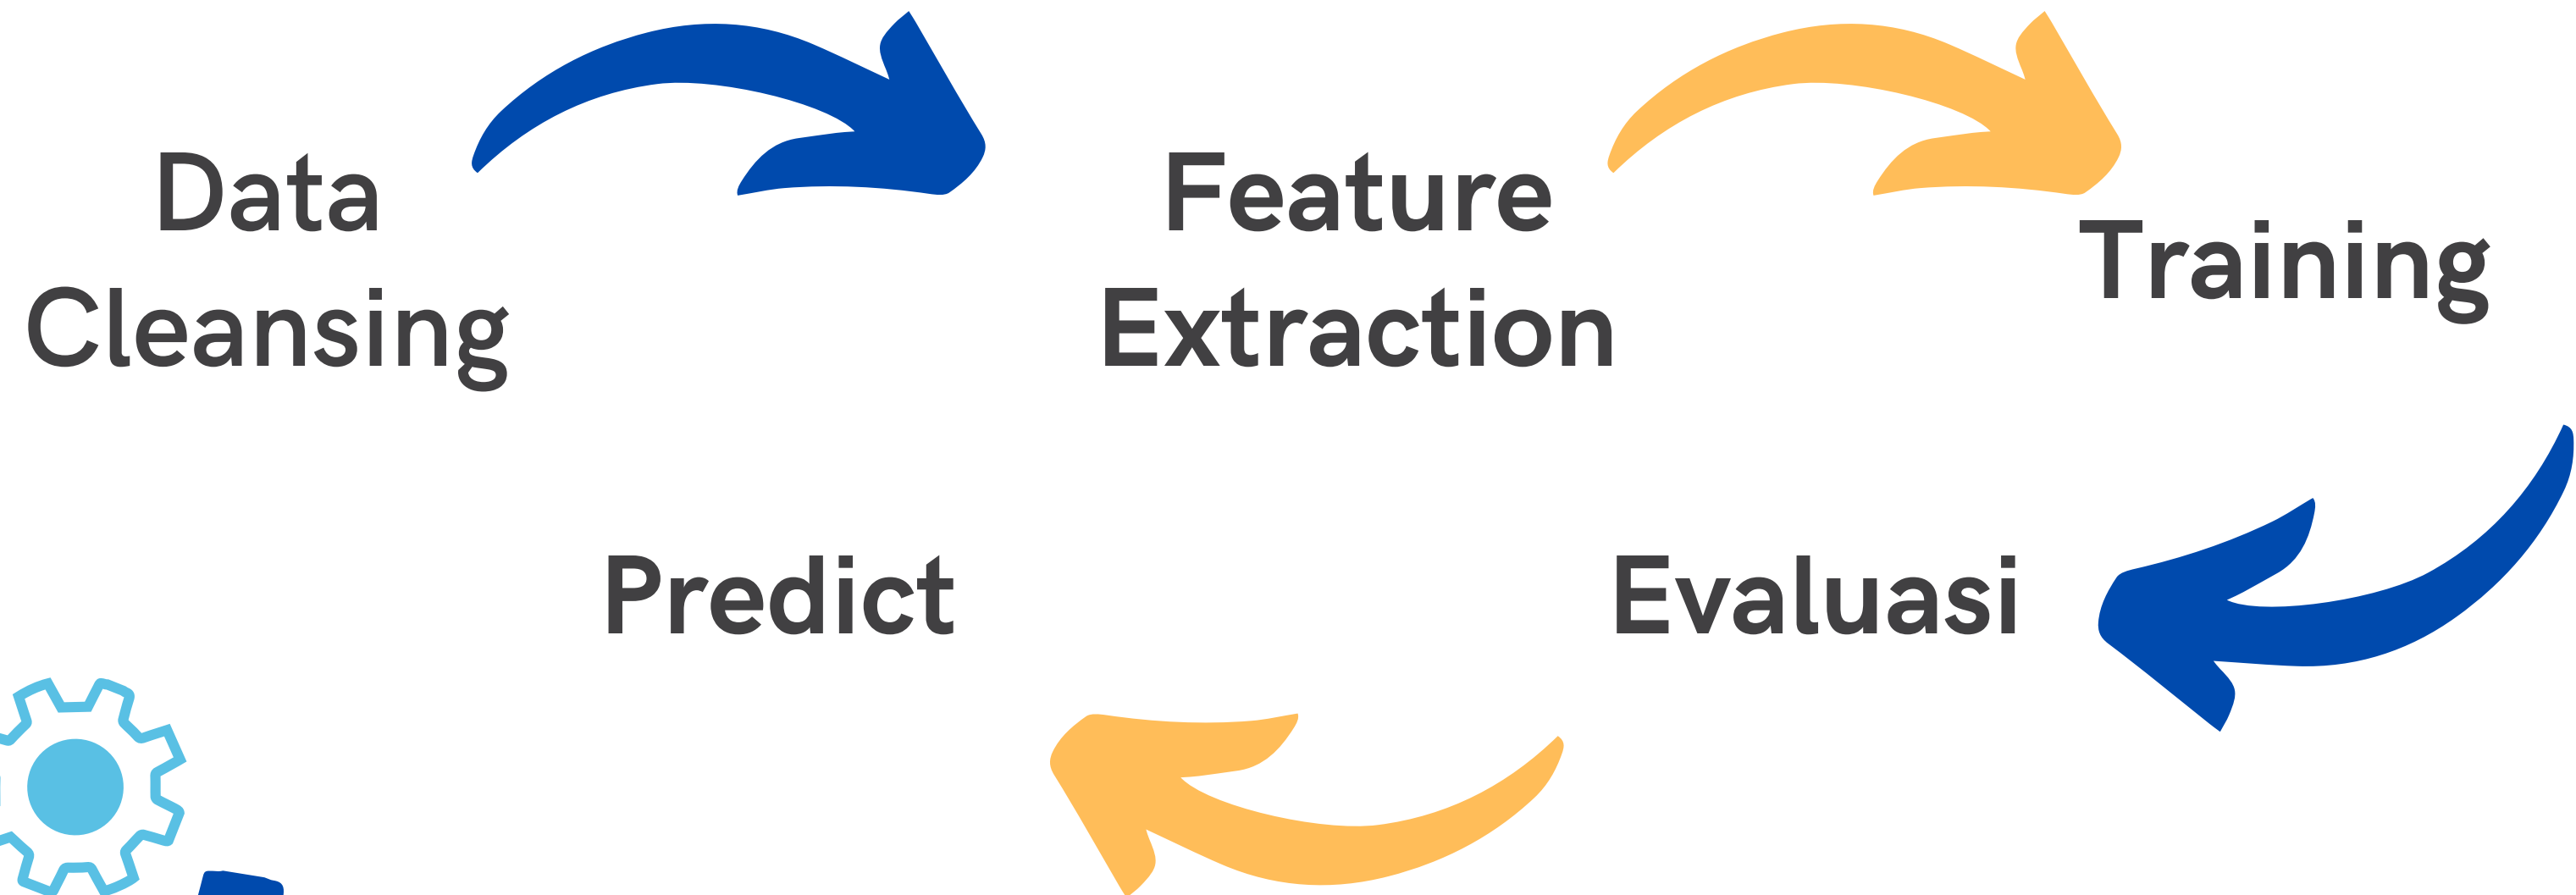 Data
Cleansing
Feature
Extraction
Training
Evaluasi
Predict